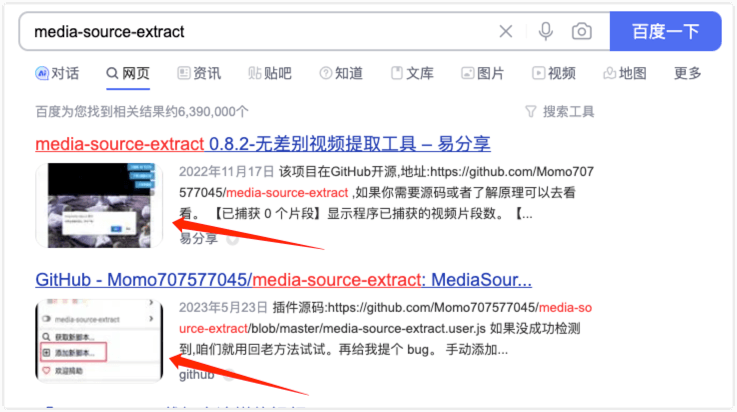 media-source-extract
百度一下
对话 网页 资讯 贴吧 知道 文库 图片 视频 地图 更多
百度为您找到相关结果约6,390,000个 搜索工具
media-source-extract 0.8.2-无差别视频提取工具 – 易分享
2022年11月17日 该项目在GitHub开源,地址:https://github.com/Momo707
577045/media-source-extract ,如果你需要源码或者了解原理可以去看
看。 【已捕获 0 个片段】显示程序已捕获的视频片段数。【...
易分享
GitHub - Momo707577045/media-source-extract: MediaSour...
media-source-extract
获取新脚本...
添加新脚本...
欢迎捐助
2023年5月23日 插件源码:https://github.com/Momo707577045/media-so
urce-extract/blob/master/media-source-extract.user.js 如果没成功检测
到,咱们就用回老方法试试。再给我提个 bug。 手动添加...
github